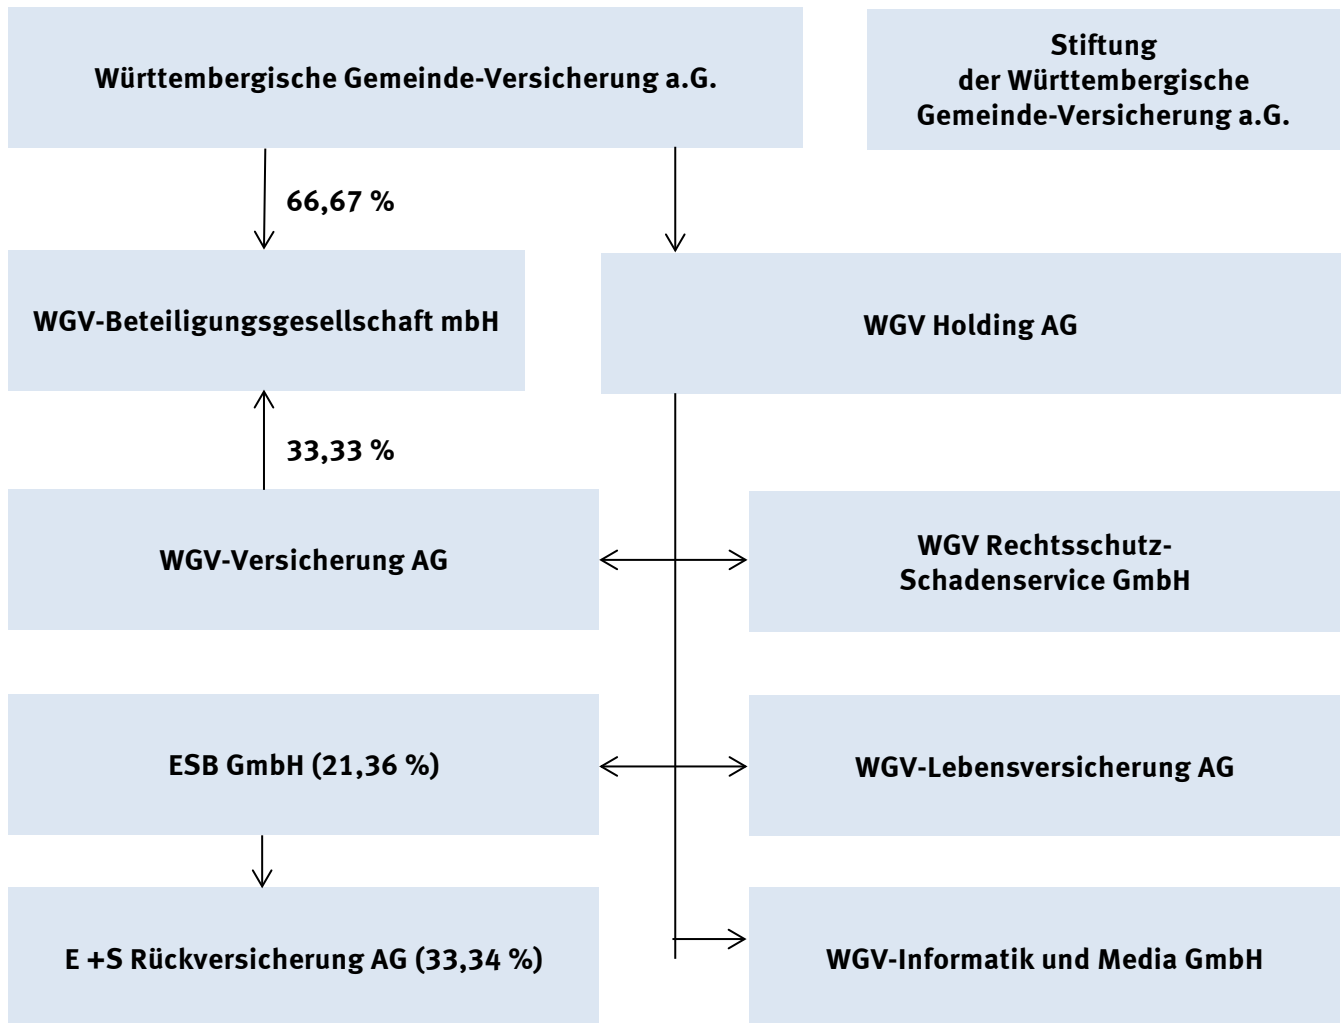 Württembergische Gemeinde-Versicherung a.G.
Stiftung
der Württembergische
Gemeinde-Versicherung a.G.
66,67 %
WGV-Beteiligungsgesellschaft mbH
WGV Holding AG
33,33 %
WGV-Versicherung AG
WGV Rechtsschutz-
Schadenservice GmbH
ESB GmbH (21,36 %)
WGV-Lebensversicherung AG
E +S Rückversicherung AG (33,34 %)
WGV-Informatik und Media GmbH